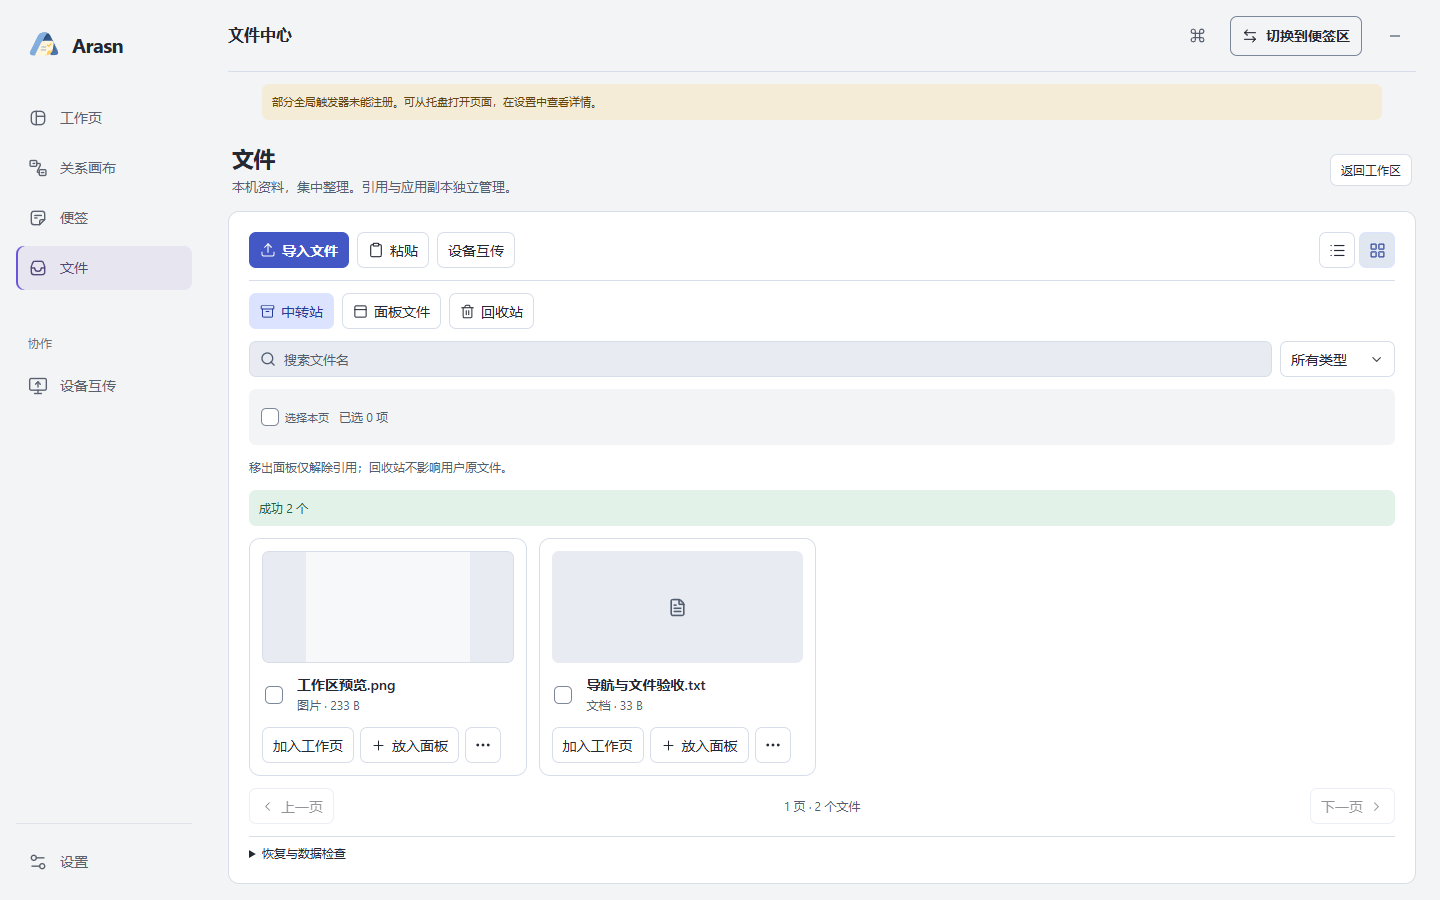 Arasn
工作页
关系画布
便签
文件
协作
设备互传
设置
文件中心
⌘
切换到便签区
部分全局触发器未能注册。可从托盘打开页面，在设置中查看详情。
文件
本机资料，集中整理。引用与应用副本独立管理。
返回工作区
导入文件 粘贴 设备互传
中转站 面板文件 回收站
搜索文件名 所有类型
选择本页 已选 0 项
移出面板仅解除引用；回收站不影响用户原文件。
成功 2 个
工作区预览.png
图片 · 233 B
加入工作页 + 放入面板 ···
导航与文件验收.txt
文档 · 33 B
加入工作页 + 放入面板 ···
上一页 1 页 · 2 个文件 下一页
恢复与数据检查